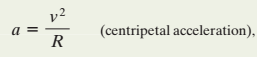 a = v²/R (centripetal acceleration),